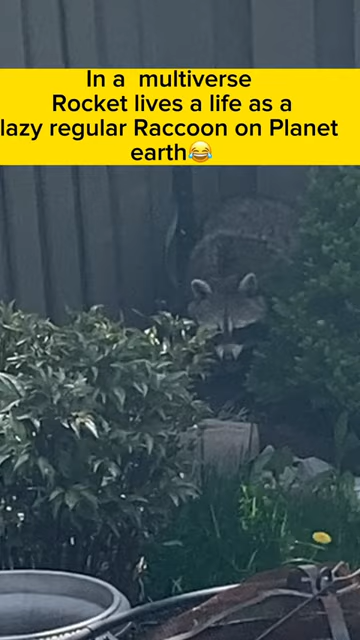 In a multiverse
Rocket lives a life as a
lazy regular Raccoon on Planet
earth😂